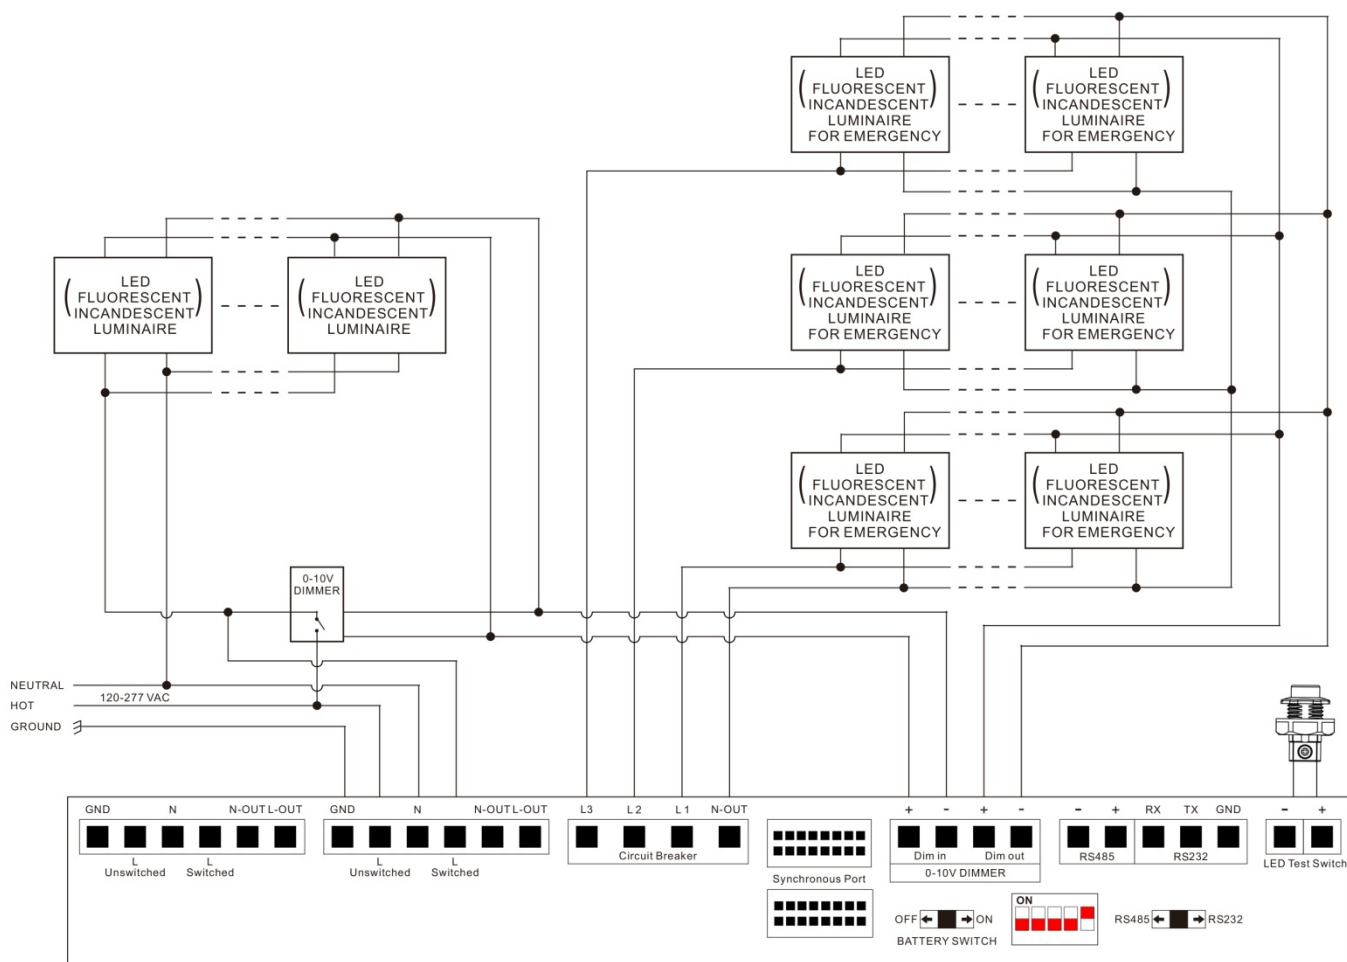 LED
FLUORESCENT
INCANDESCENT
LUMINAIRE
FOR EMERGENCY
LED
FLUORESCENT
INCANDESCENT
LUMINAIRE
FOR EMERGENCY
LED
FLUORESCENT
INCANDESCENT
LUMINAIRE
LED
FLUORESCENT
INCANDESCENT
LUMINAIRE
LED
FLUORESCENT
INCANDESCENT
LUMINAIRE
FOR EMERGENCY
LED
FLUORESCENT
INCANDESCENT
LUMINAIRE
FOR EMERGENCY
LED
FLUORESCENT
INCANDESCENT
LUMINAIRE
FOR EMERGENCY
LED
FLUORESCENT
INCANDESCENT
LUMINAIRE
FOR EMERGENCY
0-10V
DIMMER
NEUTRAL
120-277 VAC
HOT
GROUND
GND N N-OUT L-OUT
L L
Unswitched Switched
GND N N-OUT L-OUT
L L
Unswitched Switched
L3 L2 L1 N-OUT
Circuit Breaker
Synchronous Port
+ - + -
Dim in Dim out
0-10V DIMMER
- + RX TX GND
RS485 RS232
- +
LED Test Switch
OFF ON
BATTERY SWITCH
ON
RS485 RS232